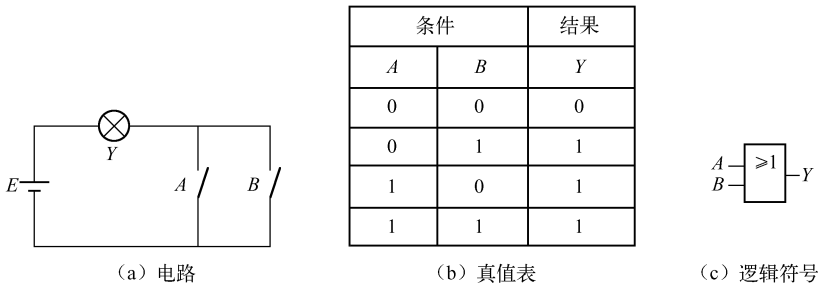 Y
E
A
B
(a)电路
条件 结果
A B Y
0 0 0
0 1 1
1 0 1
1 1 1
(b)真值表
A
B
≥1
Y
(c)逻辑符号